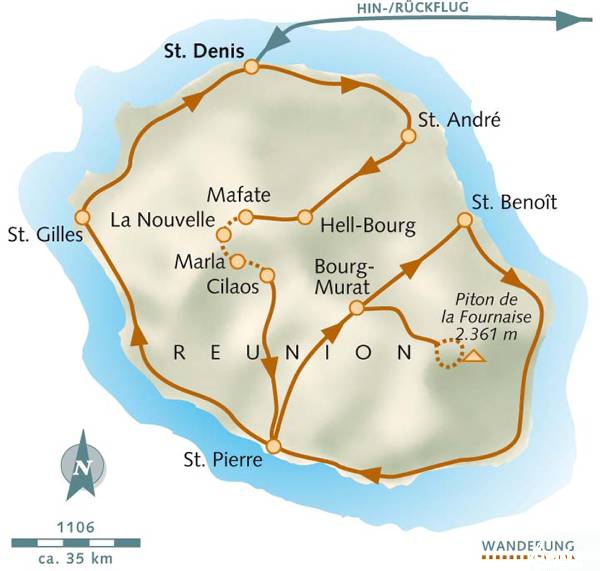 HIN-/RÜCKFLUG
St. Denis
St. André
Mafate
St. Benoît
La Nouvelle
Hell-Bourg
St. Gilles
Marla
Bourg-
Murat
Cilaos
Piton de
la Fournaise
2.361 m
REUNION
St. Pierre
N
1106
ca. 35 km
WANDERUNG